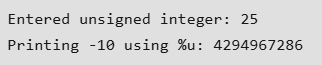 Entered unsigned integer: 25
Printing -10 using %u: 4294967286